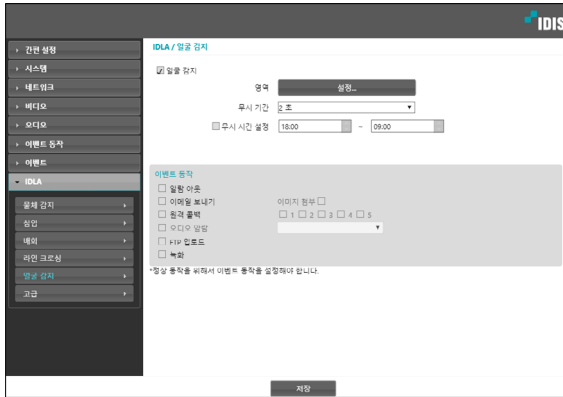 IDIS
간편 설정
시스템
네트워크
비디오
오디오
이벤트 동작
이벤트
IDLA
물체 감지
침입
배회
라인 크로싱
얼굴 감지
고급
IDLA / 얼굴 감지
얼굴 감지
영역 설정...
무시 기간 2 초
무시 시간 설정 18:00 ~ 09:00
이벤트 동작
알람 아웃
이메일 보내기 이미지 첨부
원격 콜백 1 2 3 4 5
오디오 알람
FTP 업로드
녹화
*정상 동작을 위해서 이벤트 동작을 설정해야 합니다.
저장